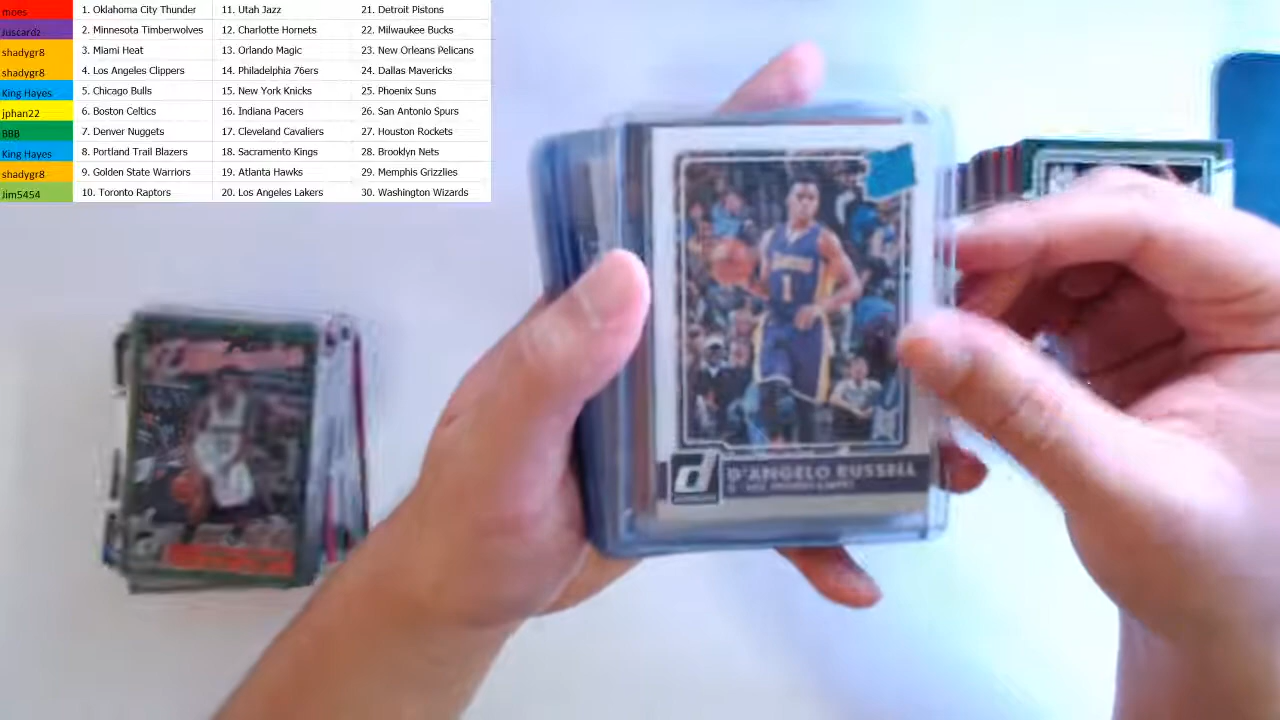 moes 1. Oklahoma City Thunder 11. Utah Jazz 21. Detroit Pistons
Juscardz 2. Minnesota Timberwolves 12. Charlotte Hornets 22. Milwaukee Bucks
shadygr8 3. Miami Heat 13. Orlando Magic 23. New Orleans Pelicans
shadygr8 4. Los Angeles Clippers 14. Philadelphia 76ers 24. Dallas Mavericks
King Hayes 5. Chicago Bulls 15. New York Knicks 25. Phoenix Suns
jphan22 6. Boston Celtics 16. Indiana Pacers 26. San Antonio Spurs
BBB 7. Denver Nuggets 17. Cleveland Cavaliers 27. Houston Rockets
King Hayes 8. Portland Trail Blazers 18. Sacramento Kings 28. Brooklyn Nets
shadygr8 9. Golden State Warriors 19. Atlanta Hawks 29. Memphis Grizzlies
Jim5454 10. Toronto Raptors 20. Los Angeles Lakers 30. Washington Wizards
1
d
D'ANGELO RUSSELL